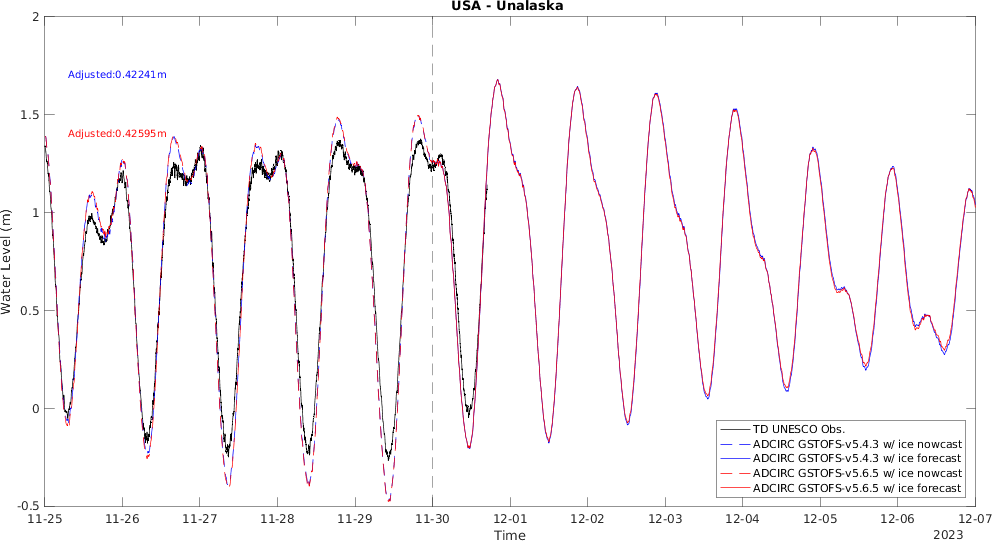 USA - Unalaska
2
Adjusted:0.42241m
1.5
Adjusted:0.42595m
1
Water Level (m)
0.5
0
-0.5
TD UNESCO Obs.
ADCIRC GSTOFS-v5.4.3 w/ ice nowcast
ADCIRC GSTOFS-v5.4.3 w/ ice forecast
ADCIRC GSTOFS-v5.6.5 w/ ice nowcast
ADCIRC GSTOFS-v5.6.5 w/ ice forecast
11-25 11-26 11-27 11-28 11-29 11-30 12-01 12-02 12-03 12-04 12-05 12-06 12-07
Time
2023